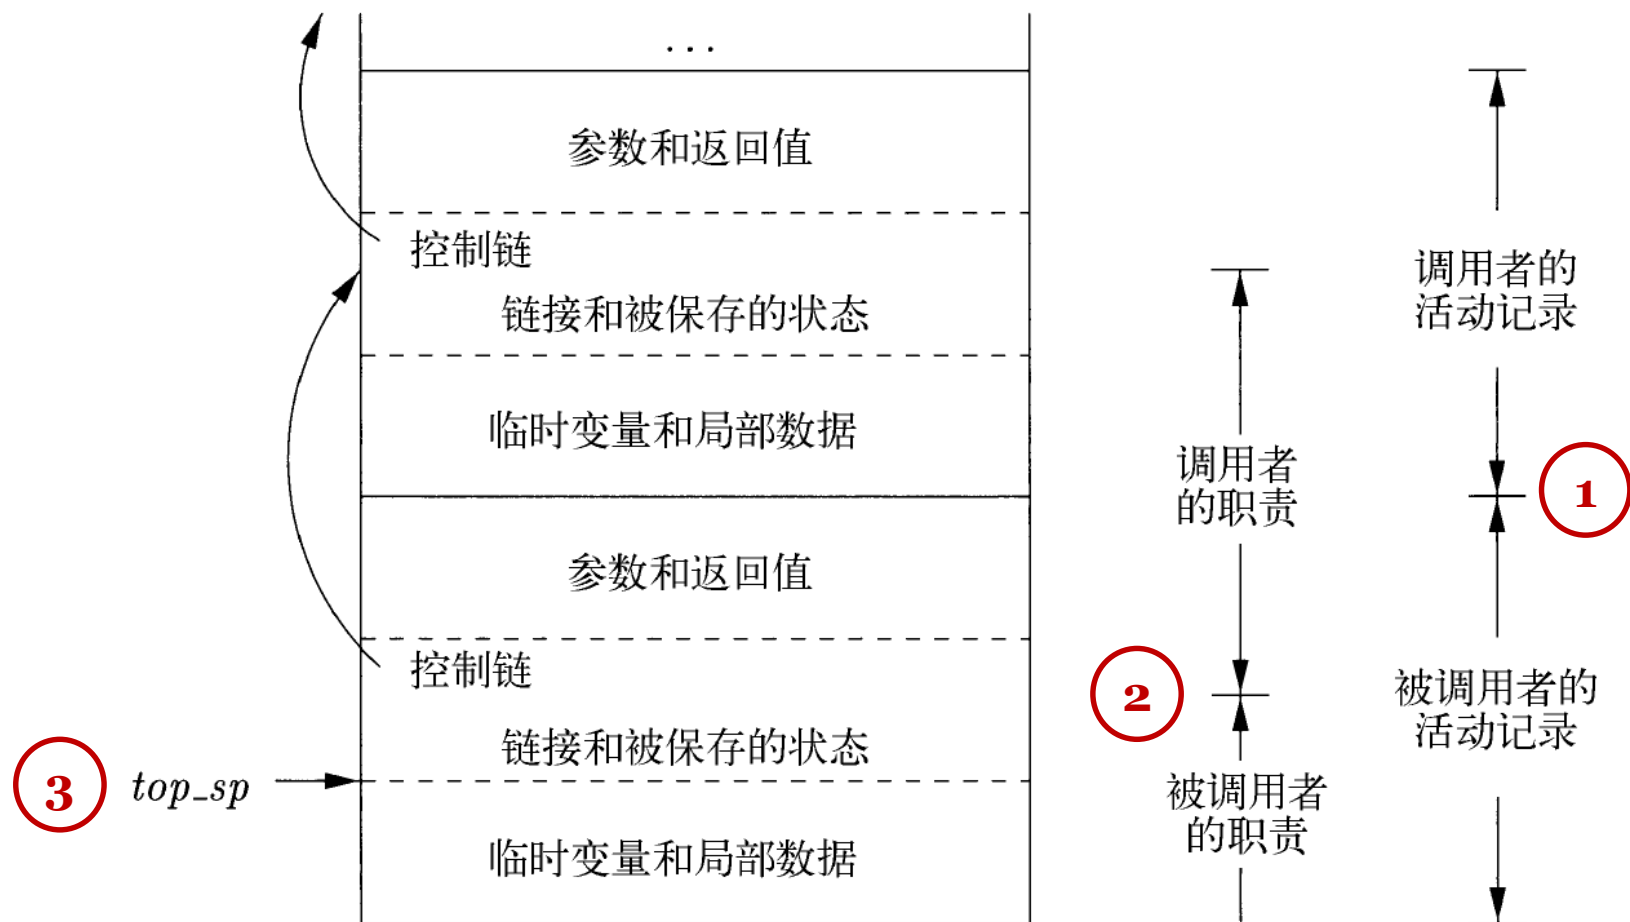 ...
参数和返回值
控制链
链接和被保存的状态
临时变量和局部数据
参数和返回值
控制链
链接和被保存的状态
临时变量和局部数据
3
top_sp
调用者
的职责
2
被调用者
的职责
调用者的
活动记录
1
被调用者的
活动记录